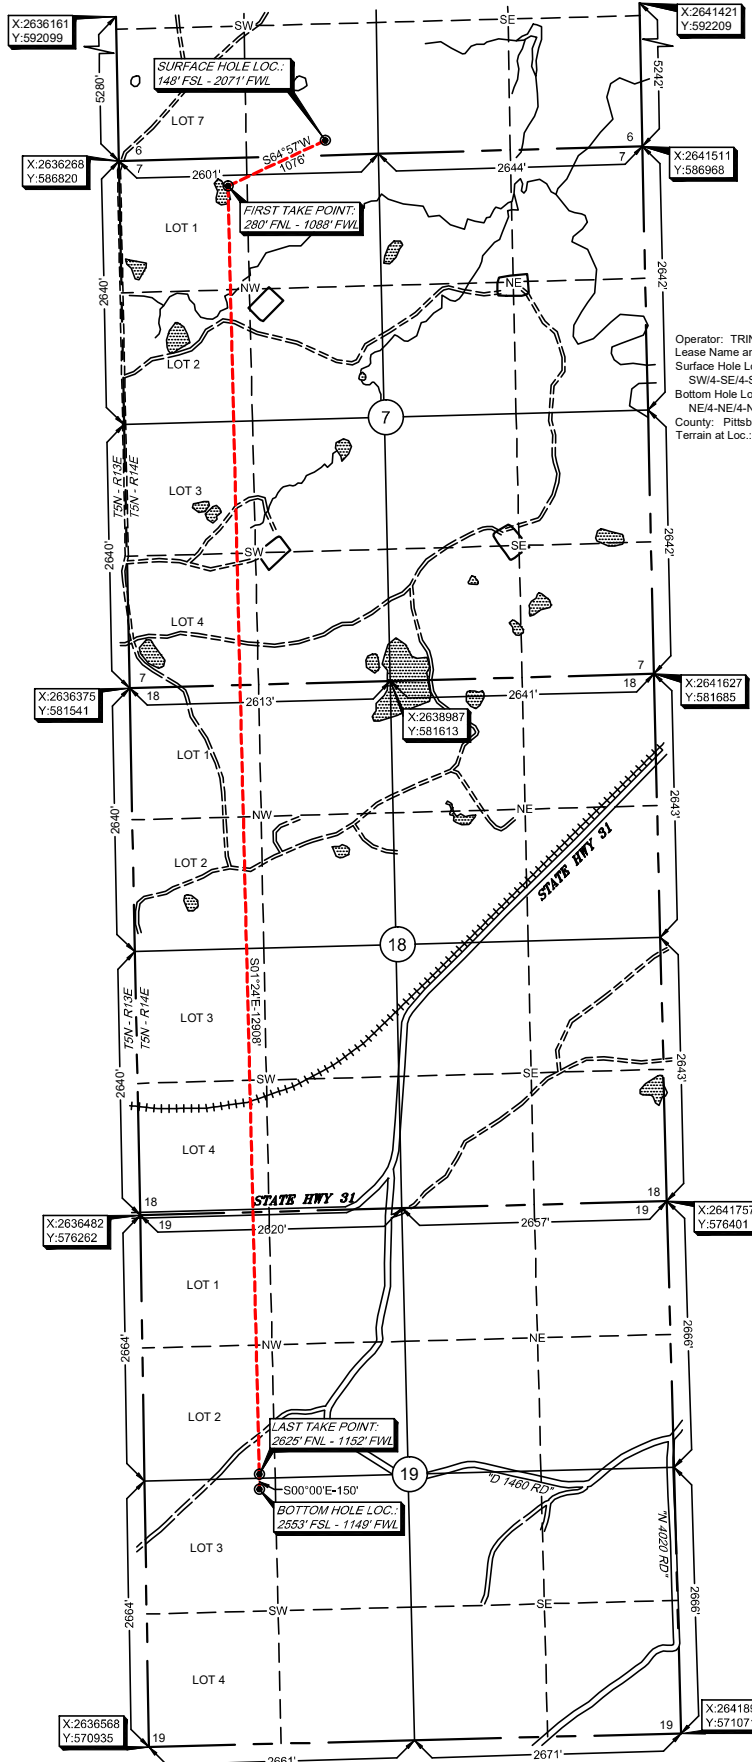 X:2636161
Y:592099
SW
SE
X:2641421
Y:592209
5280'
5242'
SURFACE HOLE LOC.:
148' FSL - 2071' FWL
LOT 7
S64°57'W
1076'
6
6
7
7
X:2636268
Y:586820
2601'
2644'
X:2641511
Y:586968
FIRST TAKE POINT:
280' FNL - 1088' FWL
LOT 1
2640'
NW
NE
2642'
LOT 2
Operator: TRIN
Lease Name an
Surface Hole Lo
SW/4-SE/4-S
Bottom Hole Lo
NE/4-NE/4-N
County: Pittsb
Terrain at Loc.:
7
T5N - R13E
T5N - R14E
LOT 3
2640'
SW
SE
2642'
LOT 4
7
7
18
18
X:2636375
Y:581541
2613'
2641'
X:2641627
Y:581685
X:2638987
Y:581613
LOT 1
2640'
NW
NE
2643'
LOT 2
STATE HWY 31
18
S01°24'E-12908'
T5N - R13E
T5N - R14E
LOT 3
2640'
SW
SE
2643'
LOT 4
STATE HWY 31
18
18
19
19
X:2636482
Y:576262
2620'
2657'
X:2641757
Y:576401
LOT 1
2664'
NW
NE
2666'
LOT 2
LAST TAKE POINT:
2625' FNL - 1152' FWL
19
S00°00'E-150'
"D 1460 RD"
BOTTOM HOLE LOC.:
2553' FSL - 1149' FWL
"N 4020 RD"
LOT 3
2664'
SW
SE
2666'
LOT 4
X:2636568
Y:570935
19
19
X:264189
Y:571071
2661'
2671'